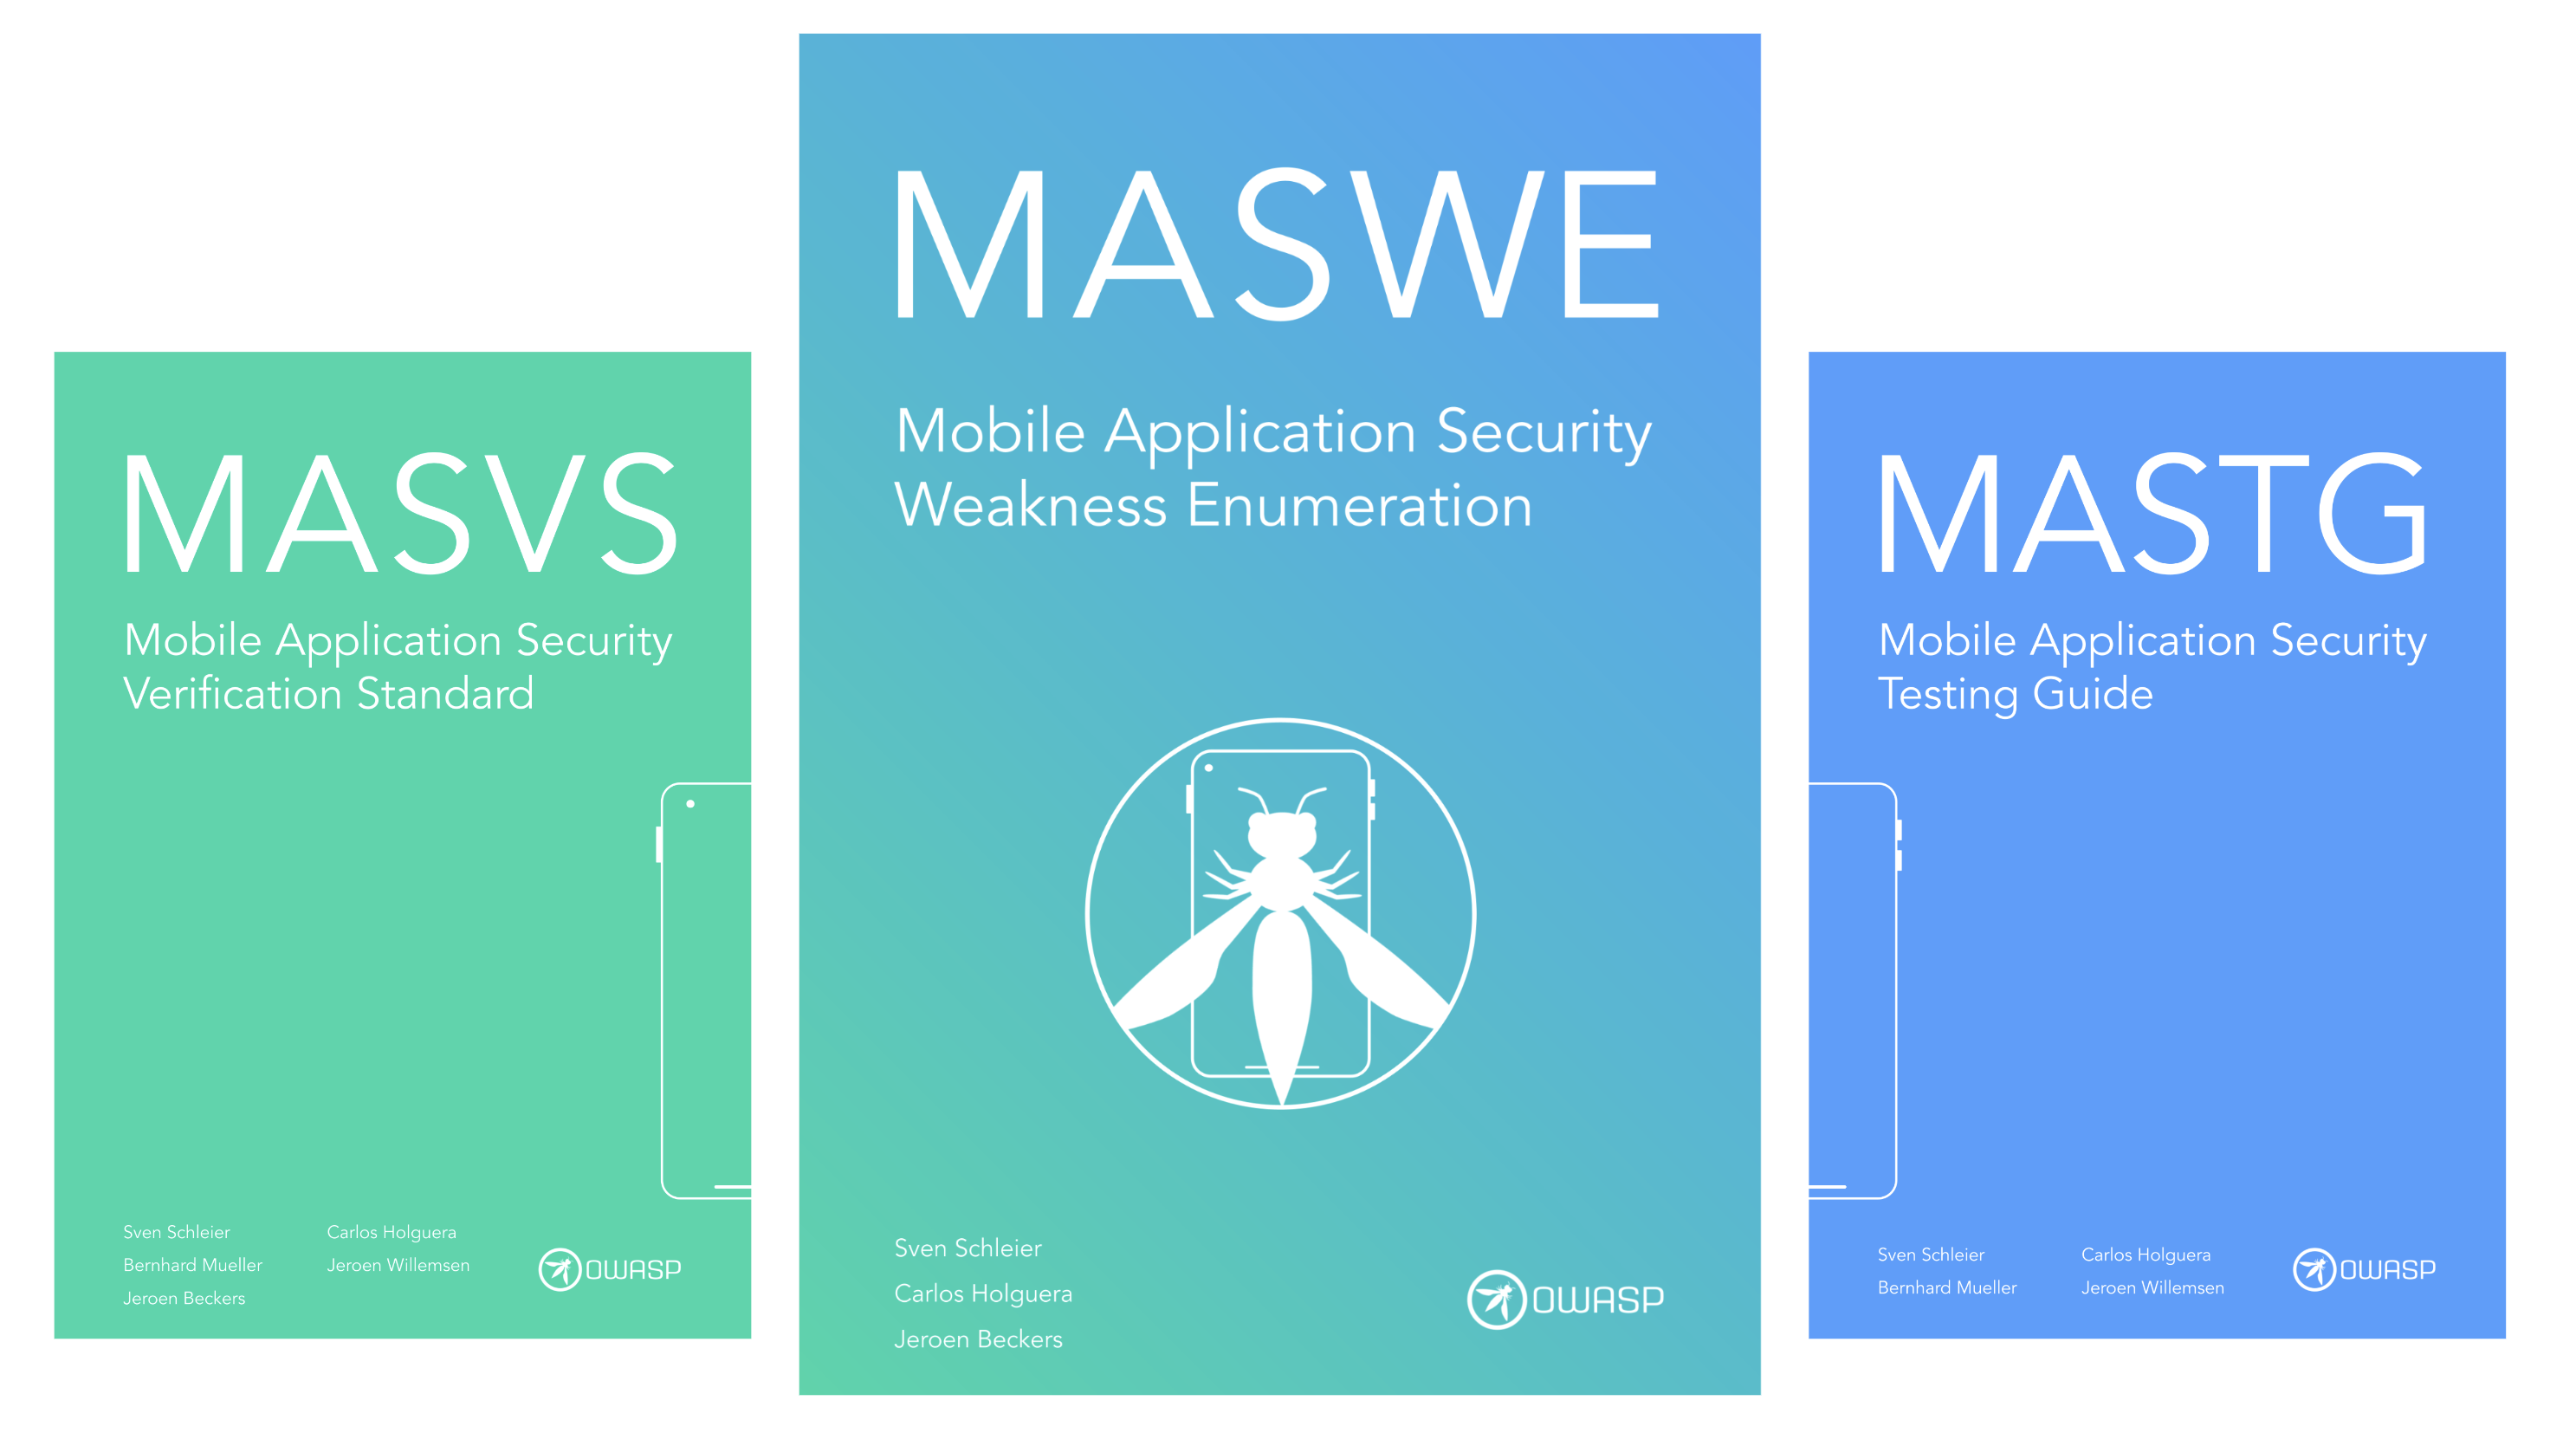 MASVS
Mobile Application Security
Verification Standard
Sven Schleier
Carlos Holguera
Bernhard Mueller
Jeroen Willemsen
Jeroen Beckers
OWASP
MASWE
Mobile Application Security
Weakness Enumeration
Sven Schleier
Carlos Holguera
Jeroen Beckers
OWASP
MASTG
Mobile Application Security
Testing Guide
Sven Schleier
Carlos Holguera
Bernhard Mueller
Jeroen Willemsen
OWASP